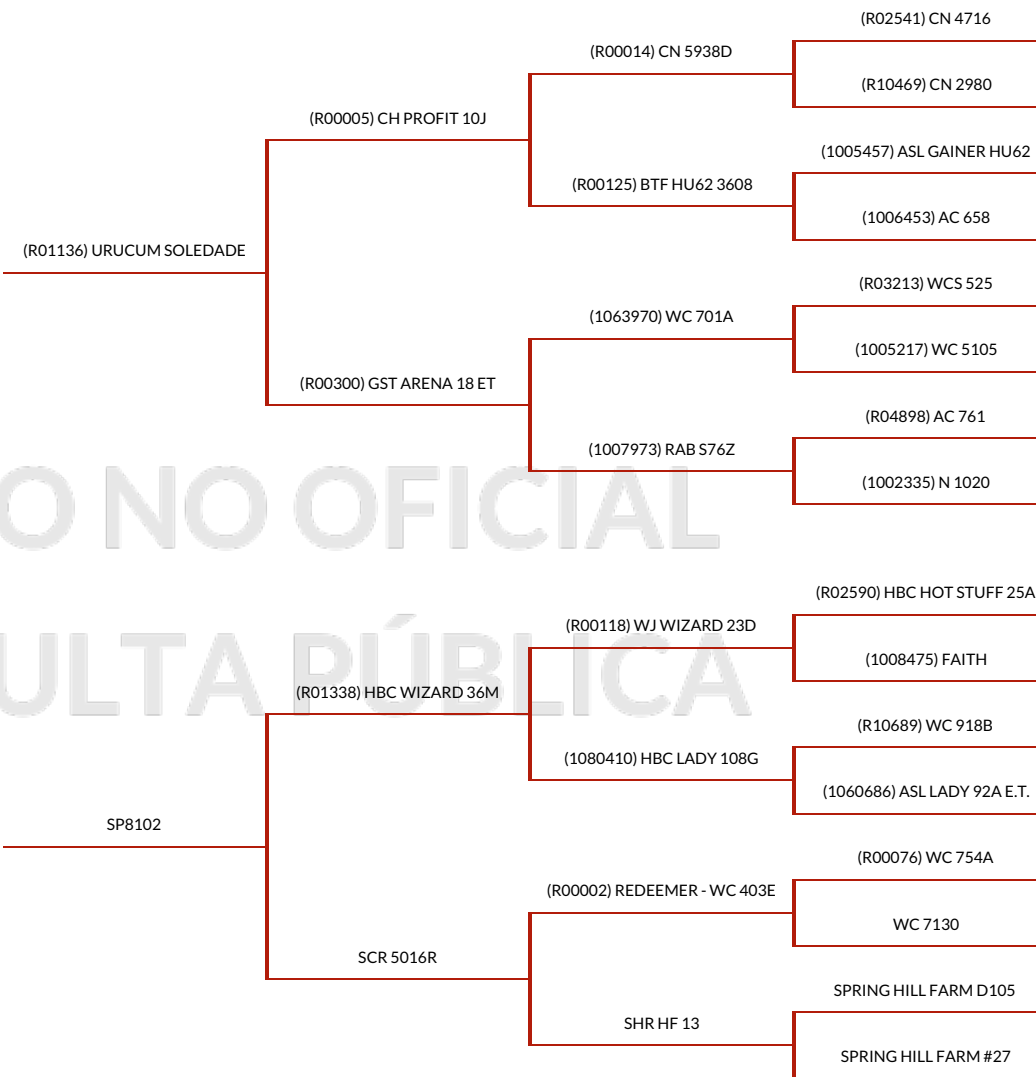 (R02541) CN 4716
(R00014) CN 5938D
(R10469) CN 2980
(R00005) CH PROFIT 10J
(1005457) ASL GAINER HU62
(R00125) BTF HU62 3608
(1006453) AC 658
(R01136) URUCUM SOLEDADE
(R03213) WCS 525
(1063970) WC 701A
(1005217) WC 5105
(R00300) GST ARENA 18 ET
(R04898) AC 761
(1007973) RAB S76Z
(1002335) N 1020
O NO OFICIAL
(R02590) HBC HOT STUFF 25A
(R00118) WJ WIZARD 23D
(1008475) FAITH
ULTA PÚBLICA
(R01338) HBC WIZARD 36M
(R10689) WC 918B
(1080410) HBC LADY 108G
(1060686) ASL LADY 92A E.T.
SP8102
(R00076) WC 754A
(R00002) REDEEMER - WC 403E
WC 7130
SCR 5016R
SPRING HILL FARM D105
SHR HF 13
SPRING HILL FARM #27